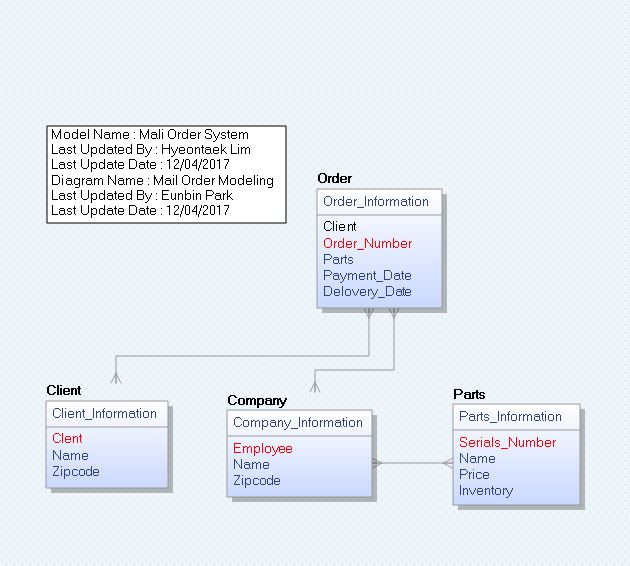 Model Name : Mali Order System
Last Updated By : Hyeontaek Lim
Last Update Date : 12/04/2017
Diagram Name : Mail Order Modeling
Last Updated By : Eunbin Park
Last Update Date : 12/04/2017
Order
Order_Information
Client
Order_Number
Parts
Payment_Date
Delovery_Date
Client
Client_Information
Clent
Name
Zipcode
Company
Company_Information
Employee
Name
Zipcode
Parts
Parts_Information
Serials_Number
Name
Price
Inventory